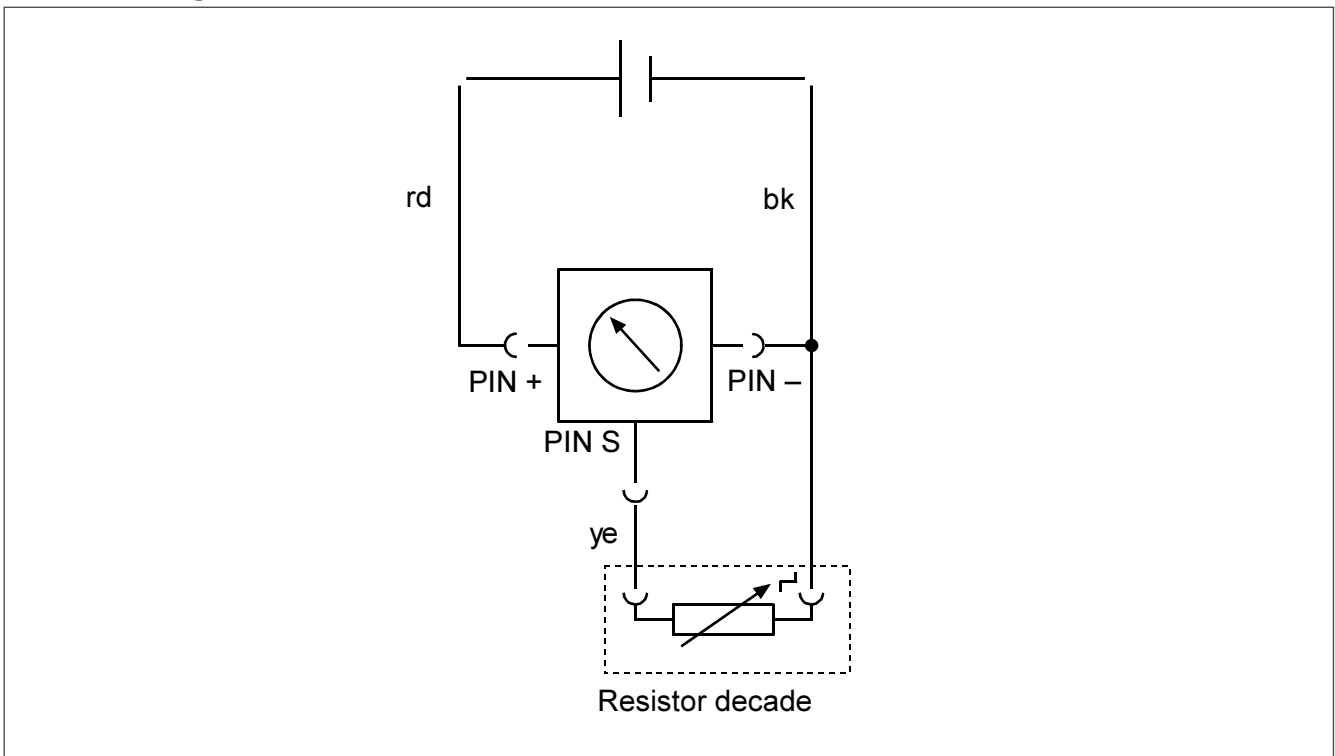 rd
bk
PIN +
PIN –
PIN S
ye
Resistor decade